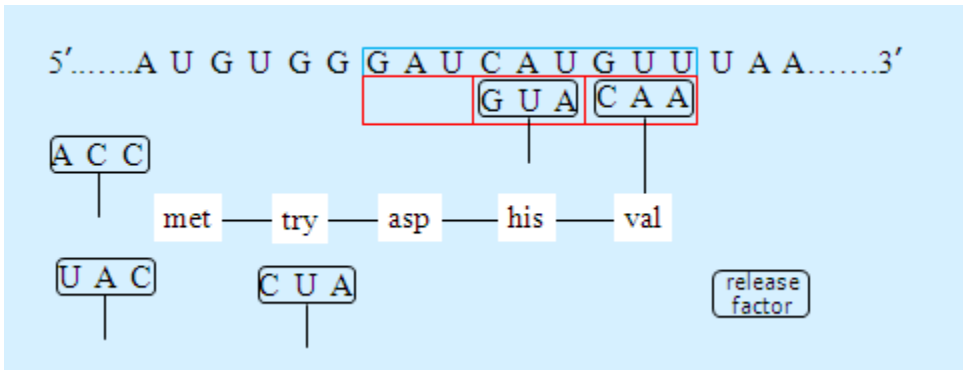 5′.......A U G U G G G A U C A U G U U U A A.......3′
G U A C A A
A C C
met try asp his val
U A C C U A
release
factor